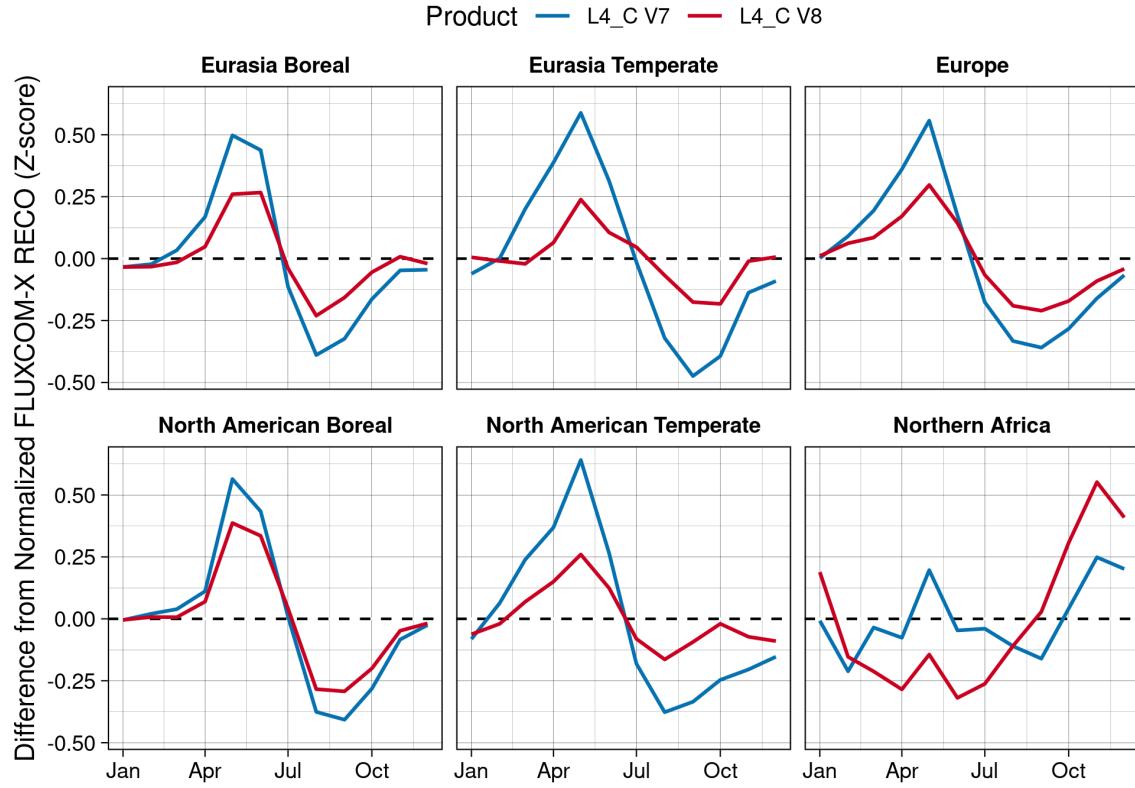 Product L4_C V7 L4_C V8
Difference from Normalized FLUXCOM-X RECO (Z-score)
Eurasia Boreal Eurasia Temperate Europe
0.50
0.25
0.00
-0.25
-0.50
North American Boreal North American Temperate Northern Africa
0.50
0.25
0.00
-0.25
-0.50
Jan Apr Jul Oct Jan Apr Jul Oct Jan Apr Jul Oct